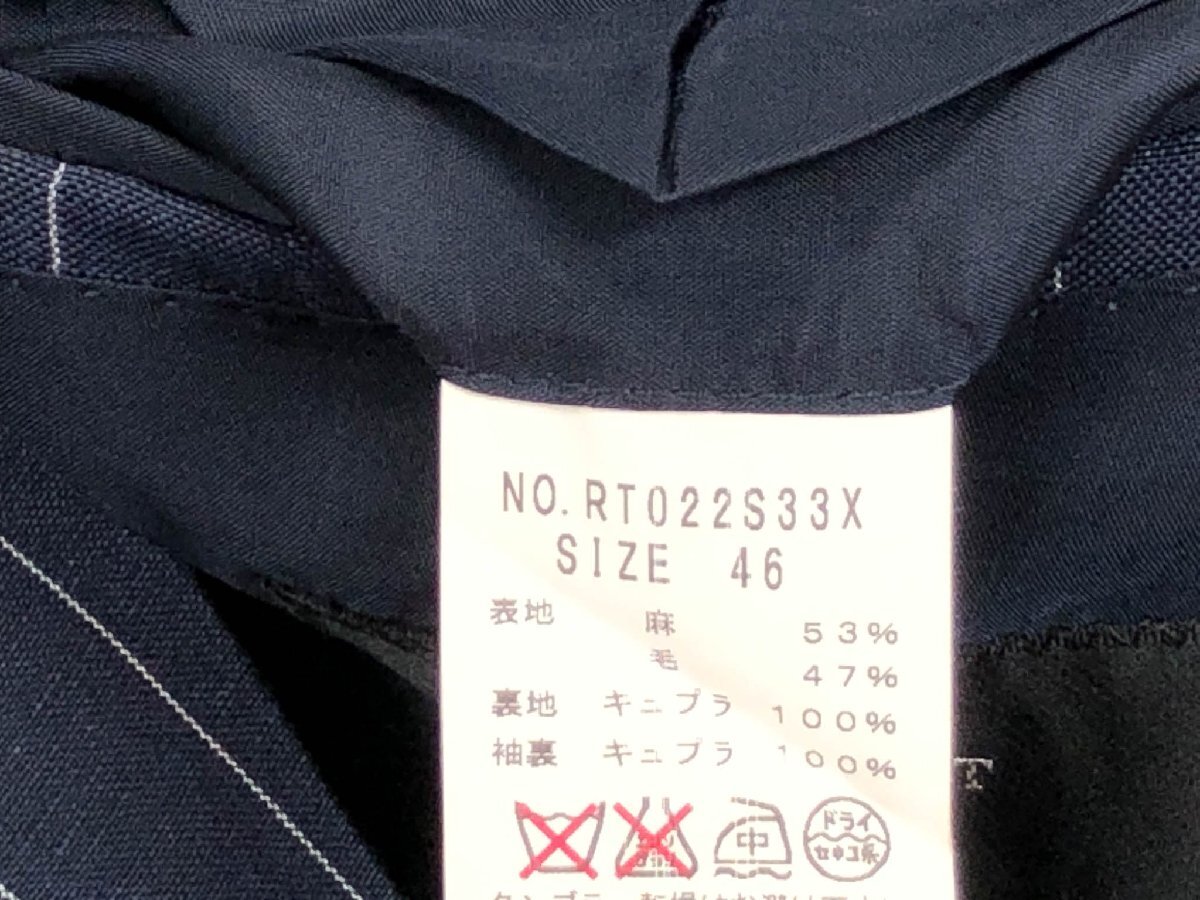 NO.RT022S33X
SIZE 46
表地 麻 53%
毛 47%
裏地 キュプラ 100%
袖裏 キュプラ 100%
中 ドライ
セキユ系